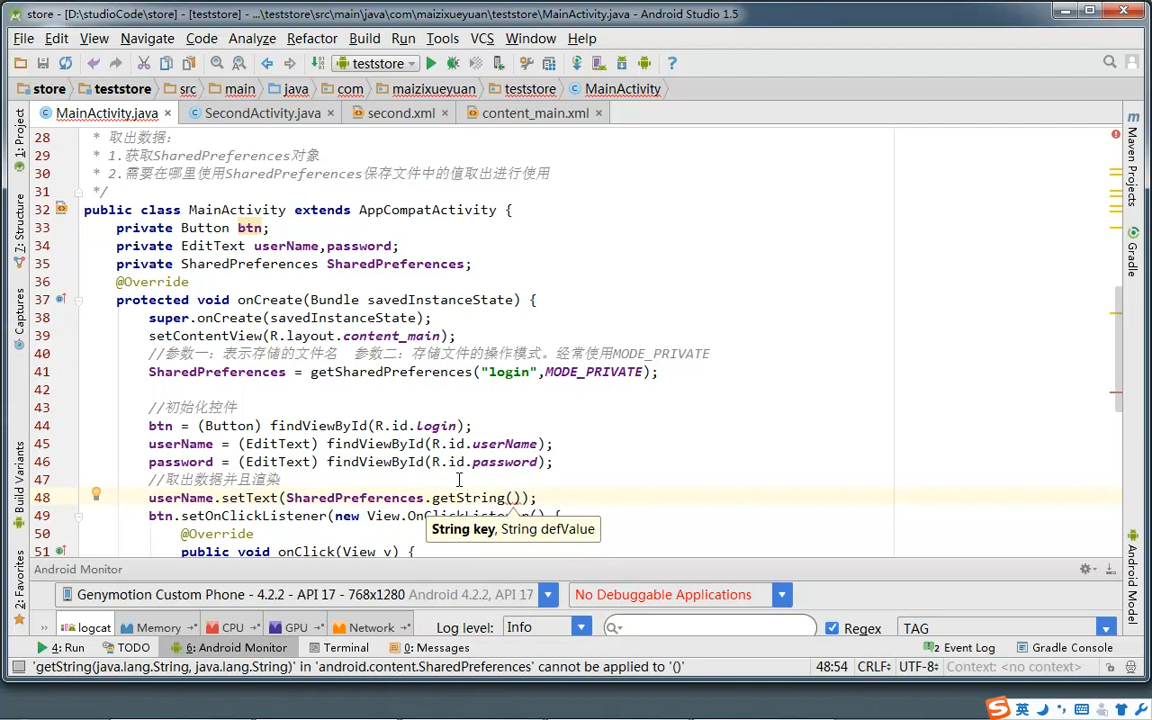 store - [D:\studioCode\store] - [teststore] - ...\teststore\src\main\java\com\maizixueyuan\teststore\MainActivity.java - Android Studio 1.5
File Edit View Navigate Code Analyze Refactor Build Run Tools VCS Window Help
teststore
store teststore src main java com maizixueyuan teststore MainActivity
MainActivity.java SecondActivity.java second.xml content_main.xml
1: Project
7: Structure
Captures
Build Variants
2: Favorites
28 * 取出数据:
29 * 1.获取SharedPreferences对象
30 * 2.需要在哪里使用SharedPreferences保存文件中的值取出进行使用
31 */
32 public class MainActivity extends AppCompatActivity {
33 private Button btn;
34 private EditText userName,password;
35 private SharedPreferences SharedPreferences;
36 @Override
37 protected void onCreate(Bundle savedInstanceState) {
38 super.onCreate(savedInstanceState);
39 setContentView(R.layout.content_main);
40 //参数一：表示存储的文件名 参数二：存储文件的操作模式。经常使用MODE_PRIVATE
41 SharedPreferences = getSharedPreferences("login",MODE_PRIVATE);
42
43 //初始化控件
44 btn = (Button) findViewById(R.id.login);
45 userName = (EditText) findViewById(R.id.userName);
46 password = (EditText) findViewById(R.id.password);
47 //取出数据并且渲染
48 userName.setText(SharedPreferences.getString());
49 btn.setOnClickListener(new View.OnClickListener() {
String key, String defValue
50 @Override
51 public void onClick(View v) {
Maven Projects
Gradle
Android Model
Android Monitor
Genymotion Custom Phone - 4.2.2 - API 17 - 768x1280 Android 4.2.2, API 17 No Debuggable Applications
logcat Memory CPU GPU Network Log level: Info Regex TAG
4: Run TODO 6: Android Monitor Terminal 0: Messages 2 Event Log Gradle Console
'getString(java.lang.String, java.lang.String)' in 'android.content.SharedPreferences' cannot be applied to '()' 48:54 CRLF UTF-8 Context: <no context>
英